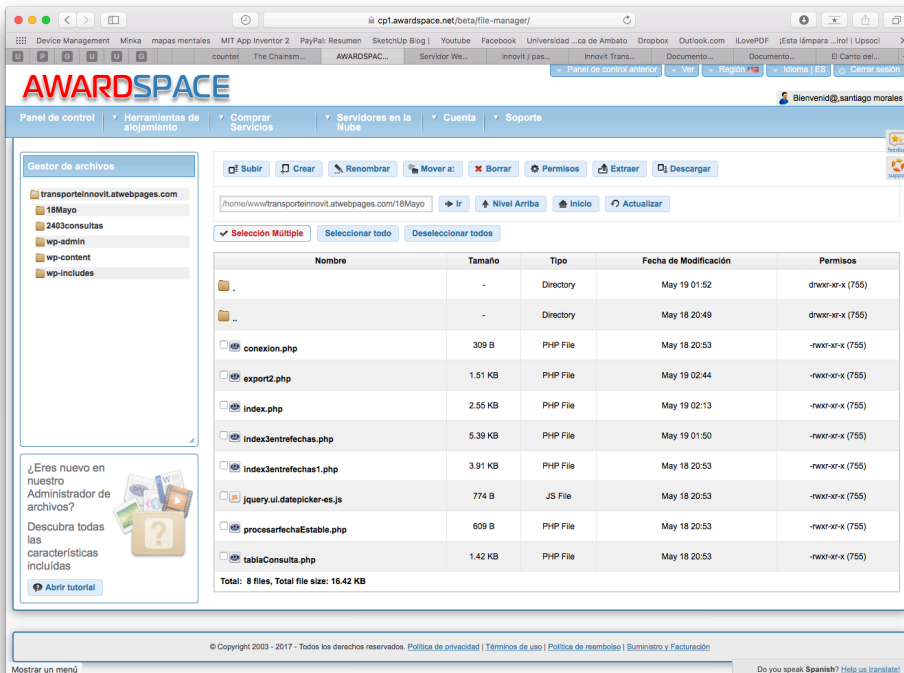 cp1.awardspace.net/beta/file-manager/
Device Management Minka mapas mentales MIT App Inventor 2 PayPal: Resumen SketchUp Blog | Youtube Facebook Universidad ...ca de Ambato Dropbox Outlook.com iLovePDF ¡Esta lámpara ...iro! | Upsocl
U P G U U G counter The Chainsm... AWARDSPAC... Servidor We... innovit / pas... Innovit Trans... Documento... Documento... El Canto del...
AWARDSPACE
Panel de control anterior Ver Región Idioma | ES Cerrar sesión
Bienvenid@,santiago morales
Panel de control Herramientas de alojamiento Comprar Servicios Servidores en la Nube Cuenta Soporte
feedba
suppo
Gestor de archivos
transporteinnovit.atwebpages.com
18Mayo
2403consultas
wp-admin
wp-content
wp-includes
Subir Crear Renombrar Mover a: Borrar Permisos Extraer Descargar
/home/www/transporteinnovit.atwebpages.com/18Mayo Ir Nivel Arriba Inicio Actualizar
Selección Múltiple Seleccionar todo Deseleccionar todos
Nombre Tamaño Tipo Fecha de Modificación Permisos
. - Directory May 19 01:52 drwxr-xr-x (755)
.. - Directory May 18 20:49 drwxr-xr-x (755)
conexion.php 309 B PHP File May 18 20:53 -rwxr-xr-x (755)
export2.php 1.51 KB PHP File May 19 02:44 -rwxr-xr-x (755)
index.php 2.55 KB PHP File May 19 02:13 -rwxr-xr-x (755)
index3entrefechas.php 5.39 KB PHP File May 19 01:50 -rwxr-xr-x (755)
index3entrefechas1.php 3.91 KB PHP File May 18 20:53 -rwxr-xr-x (755)
jquery.ui.datepicker-es.js 774 B JS File May 18 20:53 -rwxr-xr-x (755)
procesarfechaEstable.php 609 B PHP File May 18 20:53 -rwxr-xr-x (755)
tablaConsulta.php 1.42 KB PHP File May 18 20:53 -rwxr-xr-x (755)
Total: 8 files, Total file size: 16.42 KB
¿Eres nuevo en
nuestro
Administrador de
archivos?
Descubra todas
las
características
incluídas
Abrir tutorial
© Copyright 2003 - 2017 - Todos los derechos reservados. Política de privacidad | Términos de uso | Política de reembolso | Suministro y Facturación
Mostrar un menú
Do you speak Spanish? Help us translate!